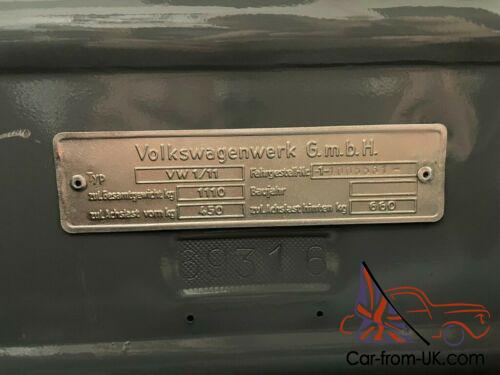 Volkswagenwerk G.m.b.H.
Typ VW 1/11 Fahrgestell-Nr.
zul. Gesamtgewicht kg 1110 Baujahr
zul. Achslast vorn kg 450 zul. Achslast hinten kg 660
89316
Car-from-UK.com